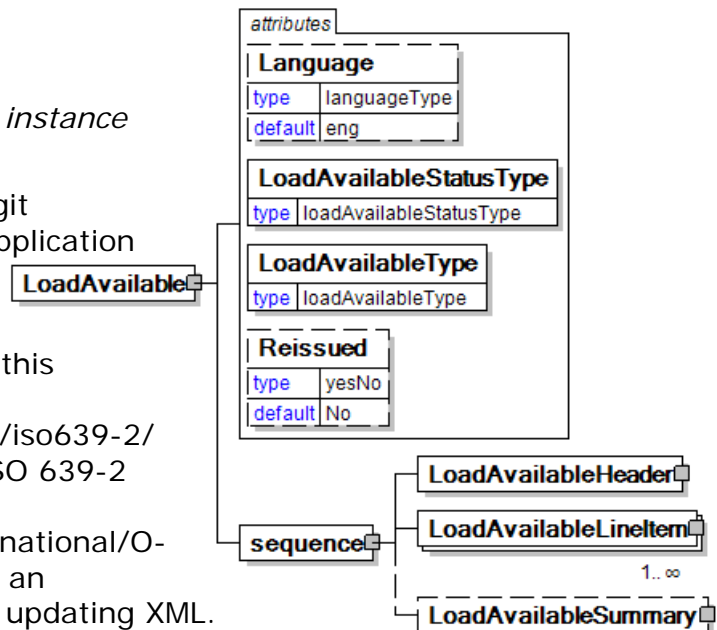 instance
git
pplication
this
/iso639-2/
SO 639-2
national/O-
an
updating XML.
LoadAvailable
attributes
Language
type languageType
default eng
LoadAvailableStatusType
type loadAvailableStatusType
LoadAvailableType
type loadAvailableType
Reissued
type yesNo
default No
sequence
LoadAvailableHeader
LoadAvailableLineItem
1.. ∞
LoadAvailableSummary